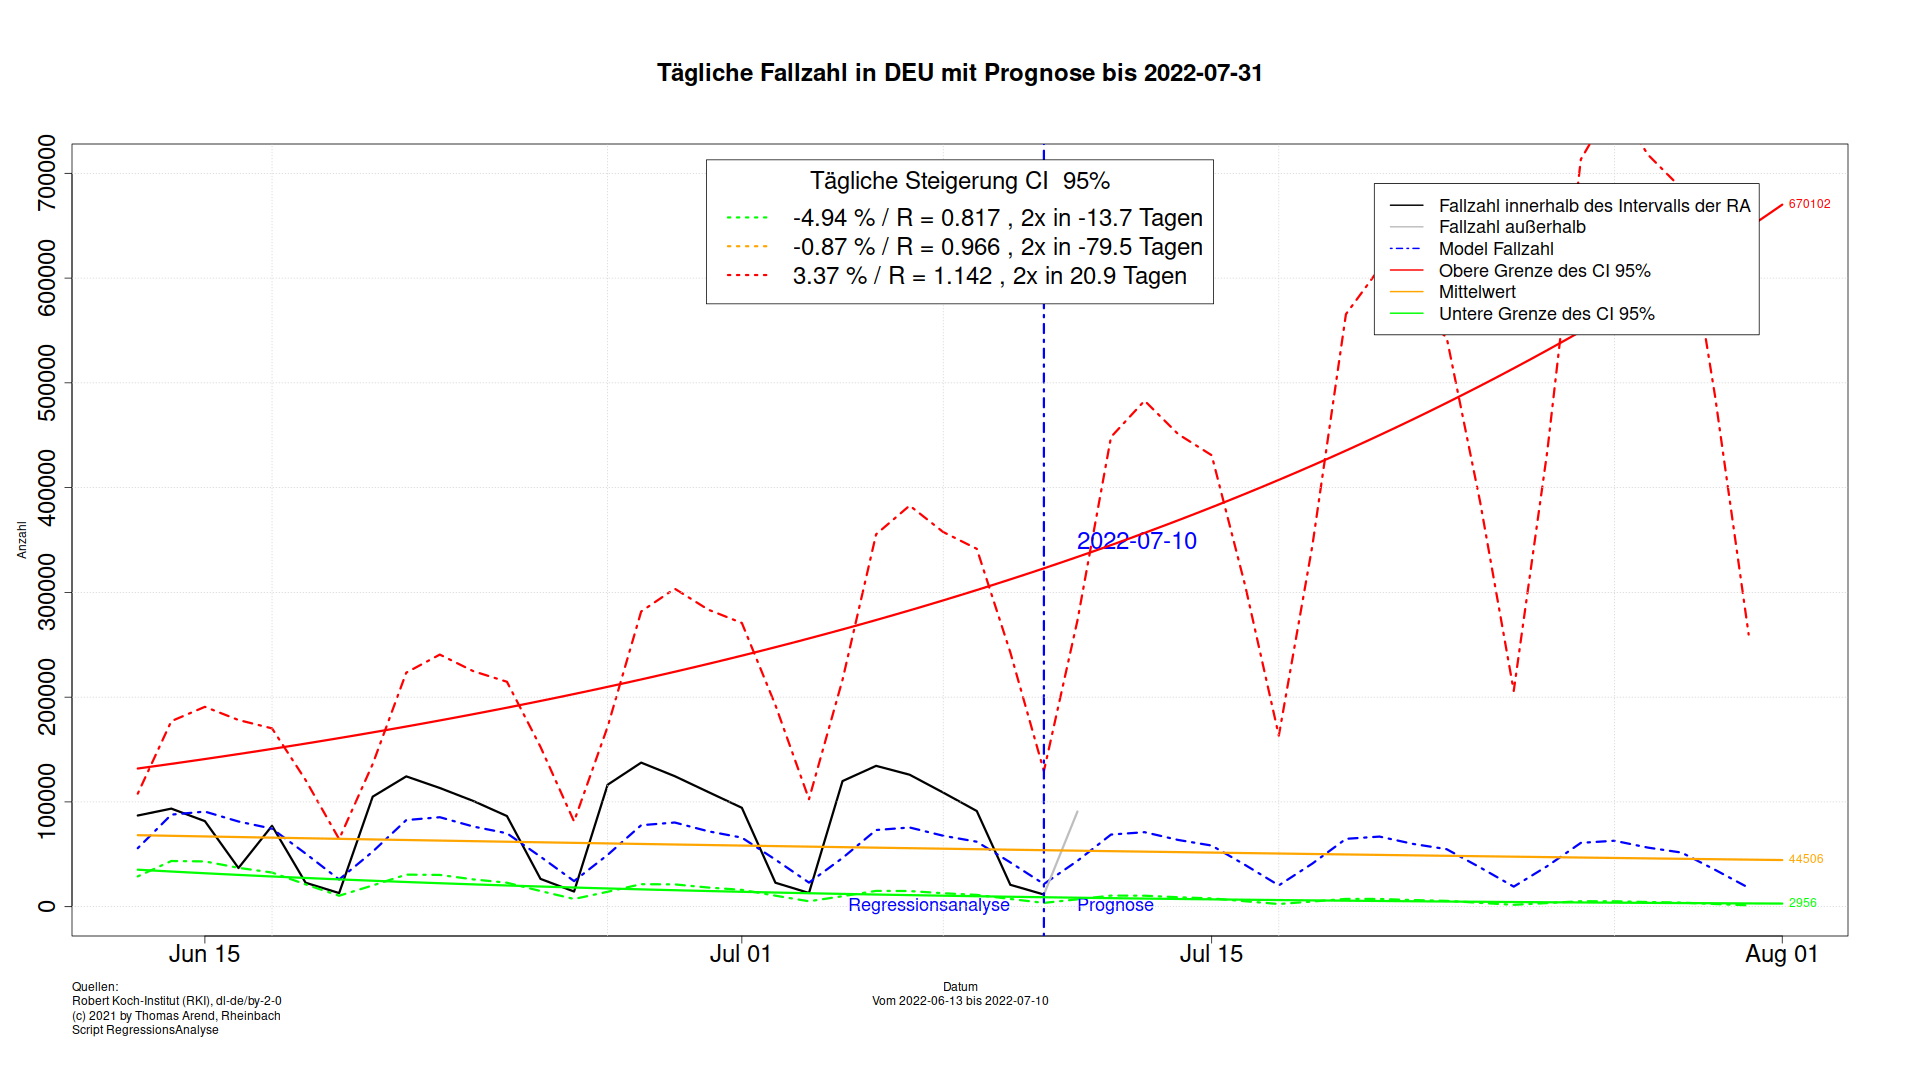 Tägliche Fallzahl in DEU mit Prognose bis 2022-07-31
Tägliche Steigerung CI  95%
-4.94 % / R = 0.817 , 2x in -13.7 Tagen
-0.87 % / R = 0.966 , 2x in -79.5 Tagen
3.37 % / R = 1.142 , 2x in 20.9 Tagen
Fallzahl innerhalb des Intervalls der RA
Fallzahl außerhalb
Model Fallzahl
Obere Grenze des CI 95%
Mittelwert
Untere Grenze des CI 95%
670102
44506
2956
2022-07-10
Regressionsanalyse
Prognose
Anzahl
700000
600000
500000
400000
300000
200000
100000
0
Jun 15
Jul 01
Jul 15
Aug 01
Datum
Vom 2022-06-13 bis 2022-07-10
Quellen:
Robert Koch-Institut (RKI), dl-de/by-2-0
(c) 2021 by Thomas Arend, Rheinbach
Script RegressionsAnalyse